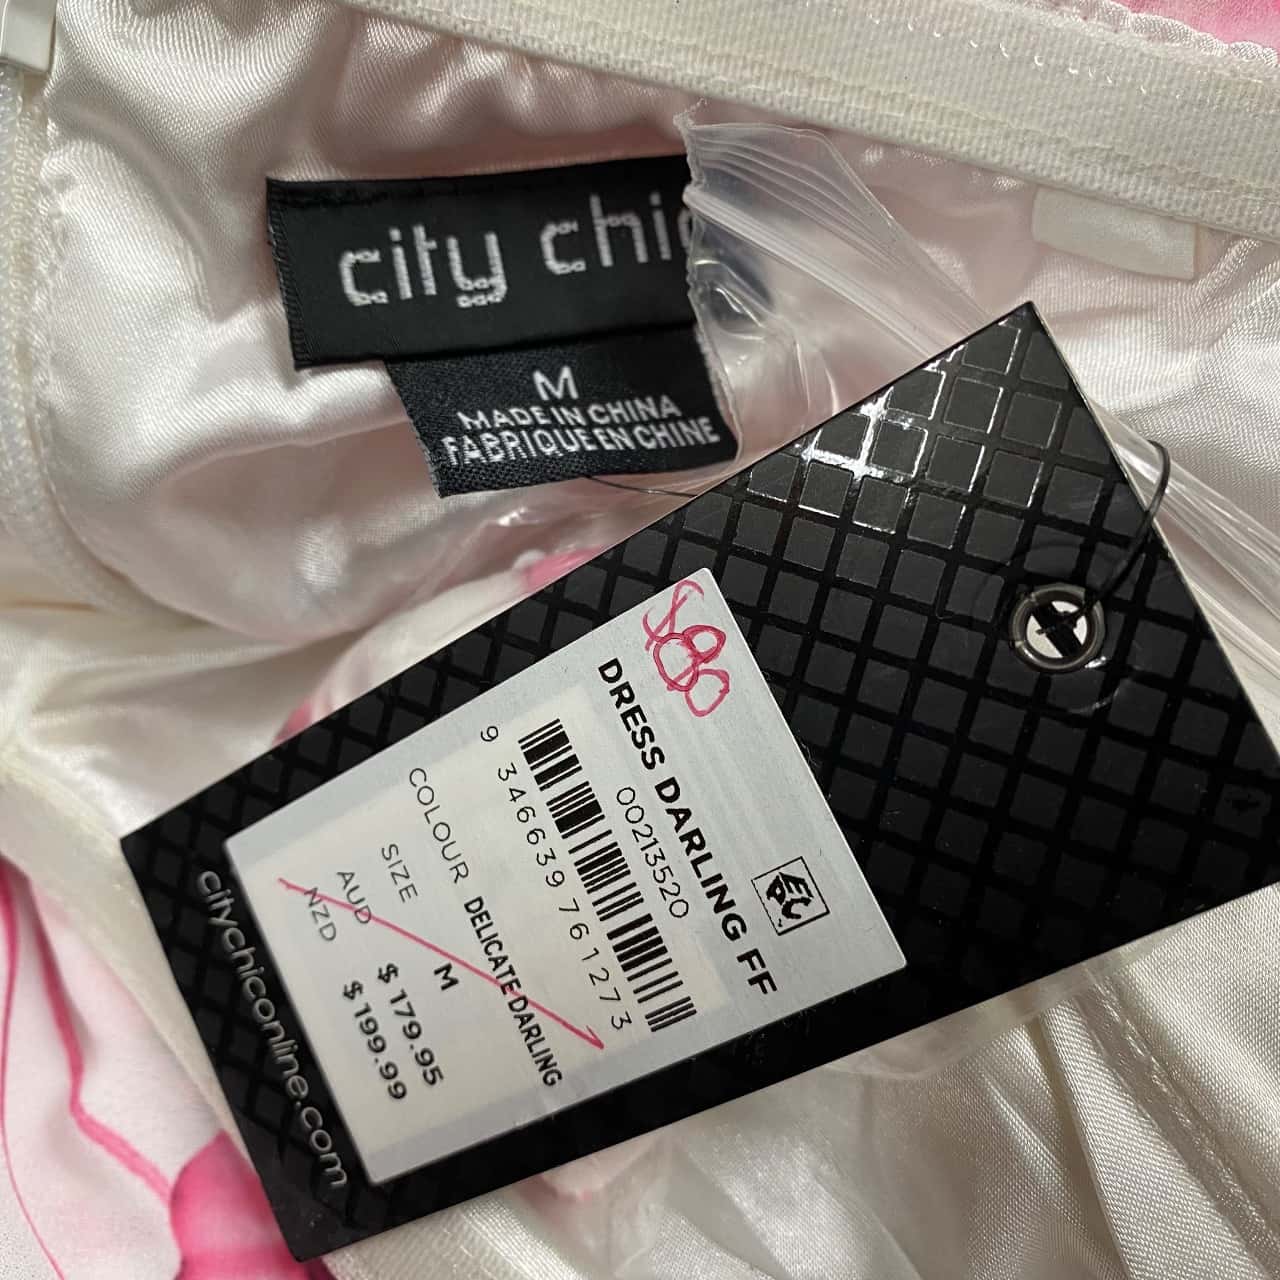 city chic
M
MADE IN CHINA
FABRIQUE EN CHINE
$80
DRESS DARLING FF
00213520
9 346639 761273
COLOUR DELICATE DARLING
SIZE M
AUD $179.95
NZD $199.99
citychiconline.com